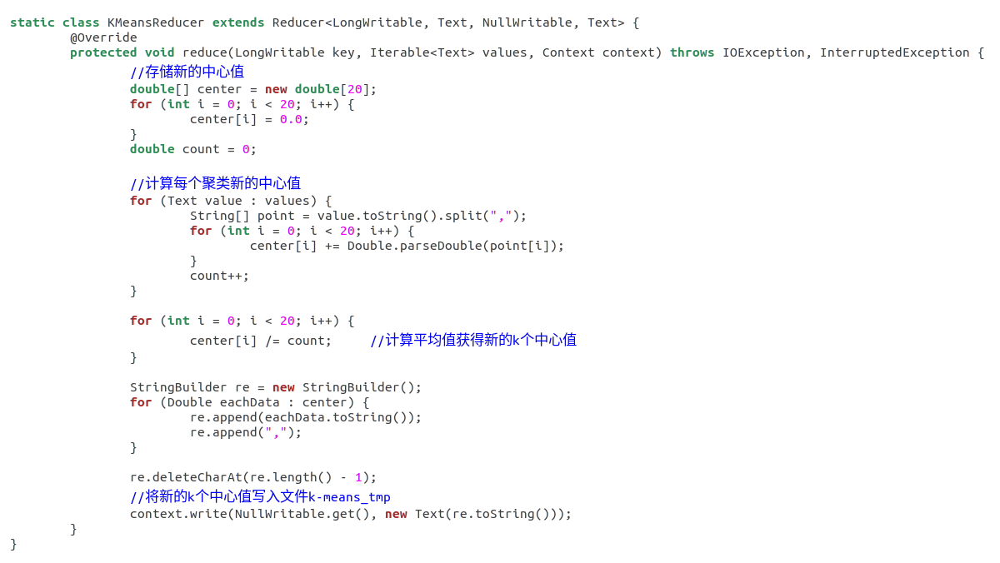 static class KMeansReducer extends Reducer<LongWritable, Text, NullWritable, Text> {
        @Override
        protected void reduce(LongWritable key, Iterable<Text> values, Context context) throws IOException, InterruptedException {
                //存储新的中心值
                double[] center = new double[20];
                for (int i = 0; i < 20; i++) {
                        center[i] = 0.0;
                }
                double count = 0;

                //计算每个聚类新的中心值
                for (Text value : values) {
                        String[] point = value.toString().split(",");
                        for (int i = 0; i < 20; i++) {
                                center[i] += Double.parseDouble(point[i]);
                        }
                        count++;
                }

                for (int i = 0; i < 20; i++) {
                        center[i] /= count;     //计算平均值获得新的k个中心值
                }

                StringBuilder re = new StringBuilder();
                for (Double eachData : center) {
                        re.append(eachData.toString());
                        re.append(",");
                }

                re.deleteCharAt(re.length() - 1);
                //将新的k个中心值写入文件k-means_tmp
                context.write(NullWritable.get(), new Text(re.toString()));
        }
}